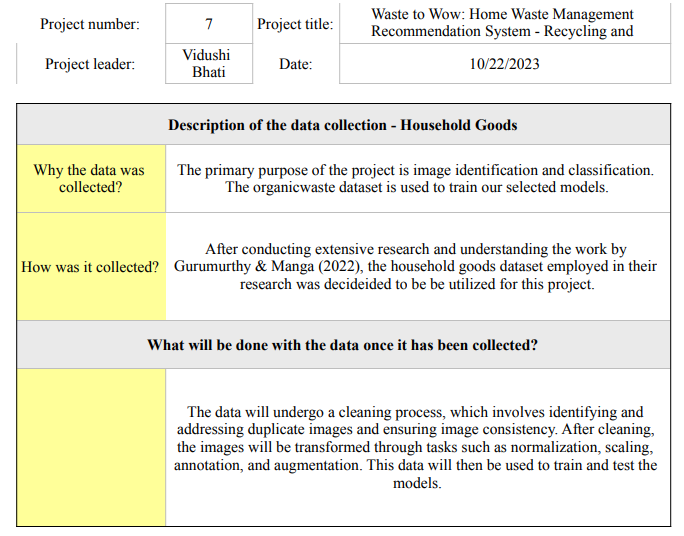 Project number: 7 Project title: Waste to Wow: Home Waste Management
Recommendation System - Recycling and
Project leader: Vidushi
Bhati Date: 10/22/2023
Description of the data collection - Household Goods
Why the data was
collected?
The primary purpose of the project is image identification and classification.
The organicwaste dataset is used to train our selected models.
How was it collected?
After conducting extensive research and understanding the work by
Gurumurthy & Manga (2022), the household goods dataset employed in their
research was decideided to be be utilized for this project.
What will be done with the data once it has been collected?
The data will undergo a cleaning process, which involves identifying and
addressing duplicate images and ensuring image consistency. After cleaning,
the images will be transformed through tasks such as normalization, scaling,
annotation, and augmentation. This data will then be used to train and test the
models.